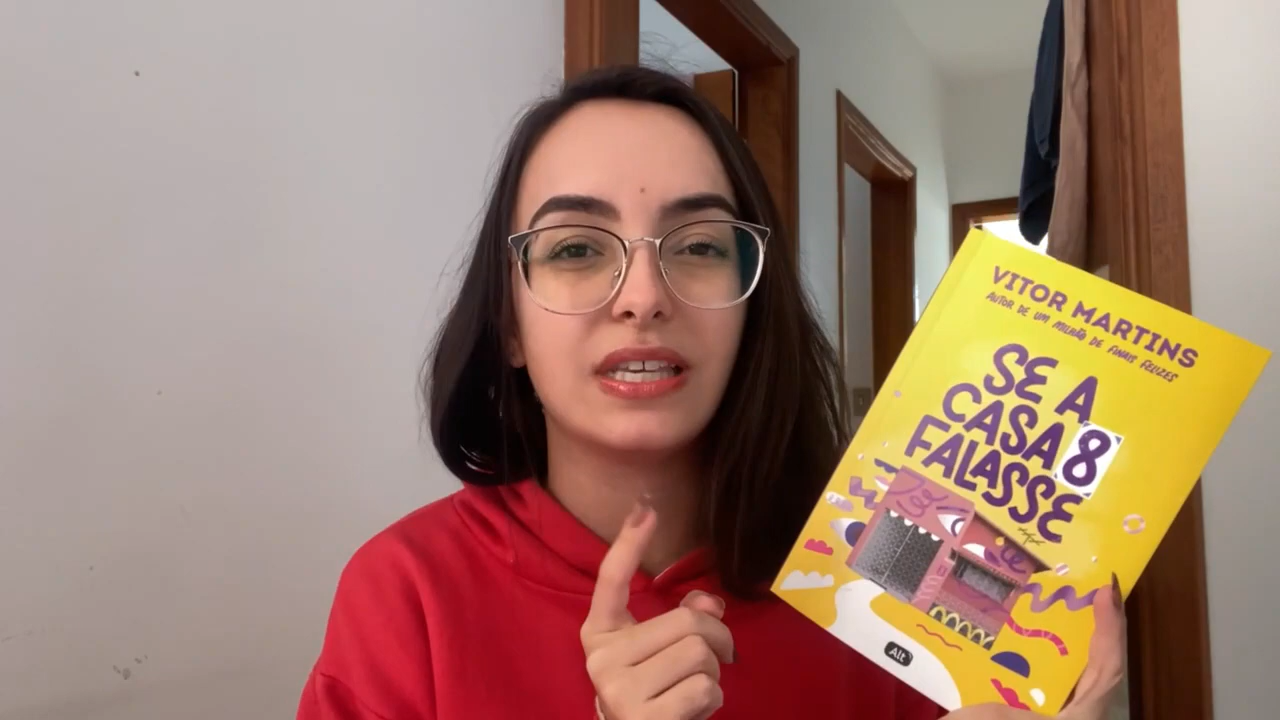 VITOR MARTINS
AUTOR DE UM MILHÃO DE FINAIS FELIZES
SE A
CASA 8
FALASSE
Alt